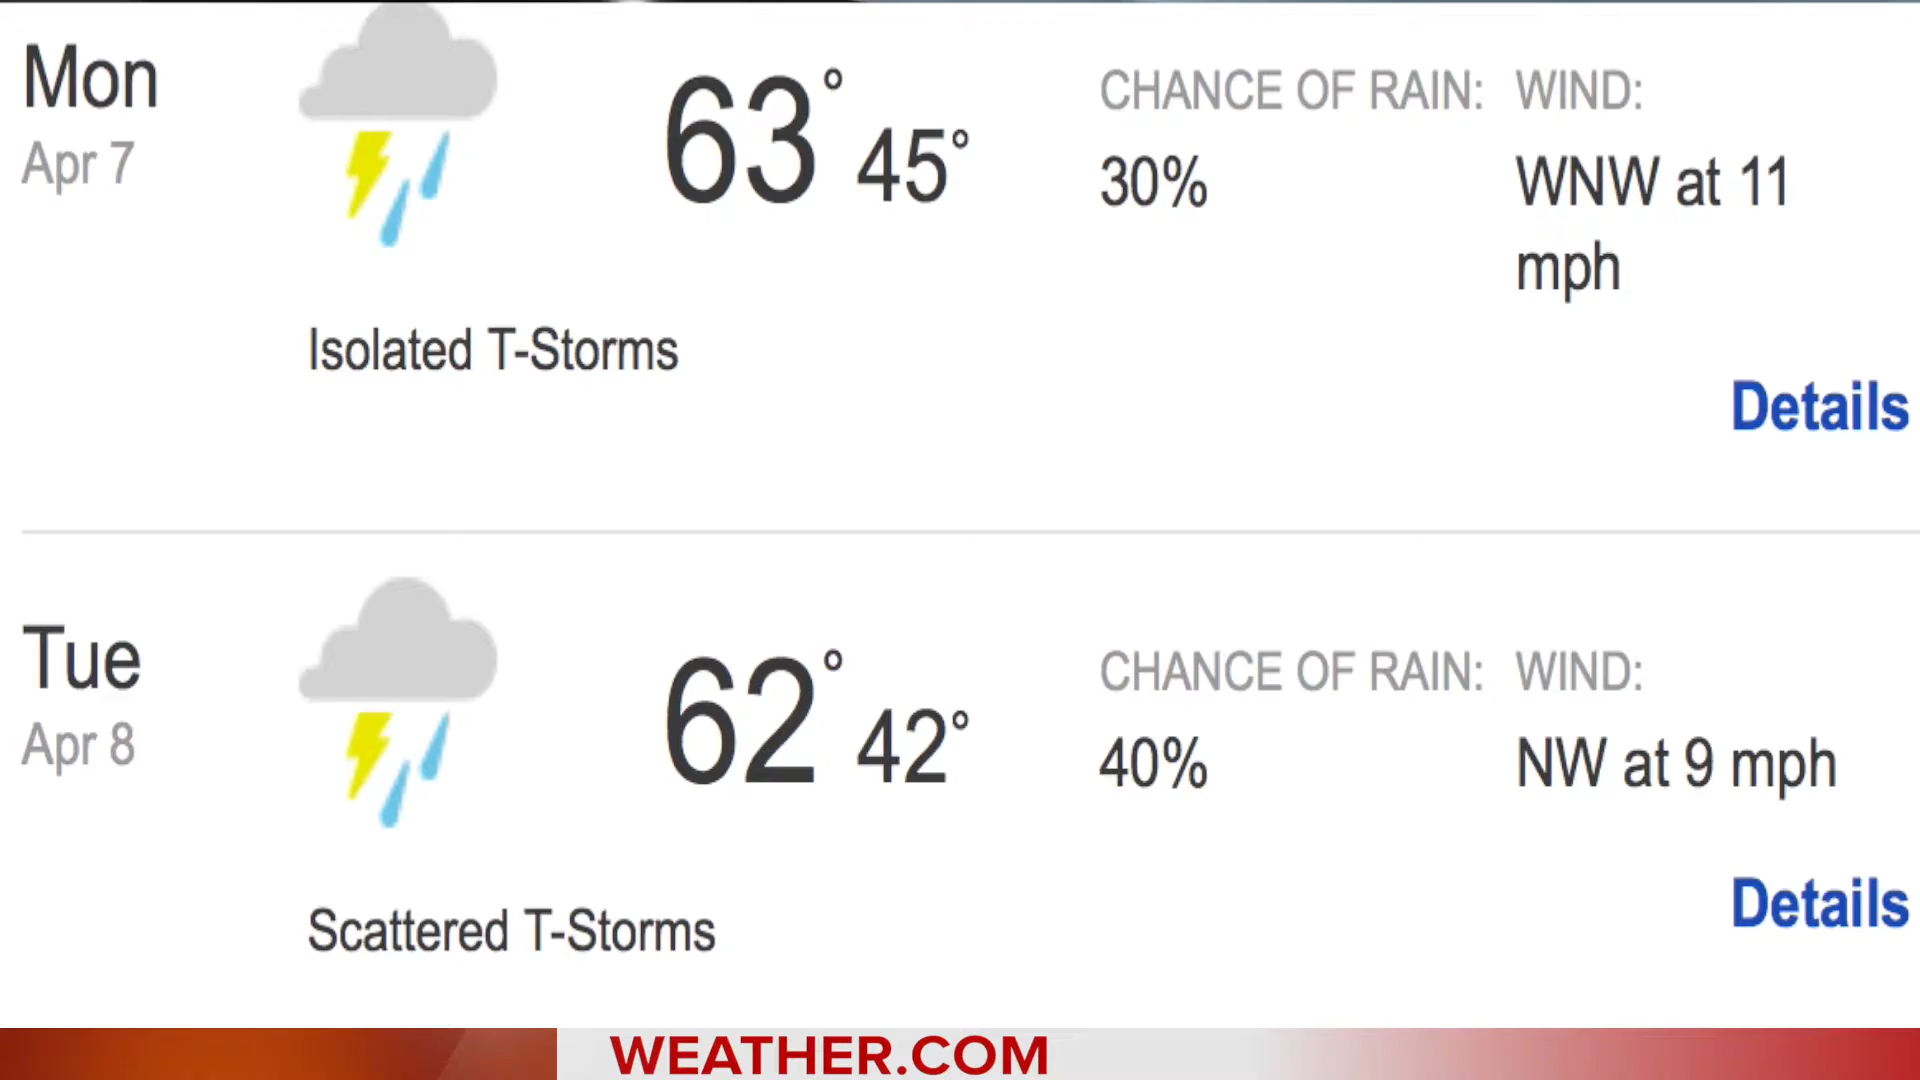 Mon
Apr 7
63° 45°
CHANCE OF RAIN:
30%
WIND:
WNW at 11
mph
Isolated T-Storms
Details
Tue
Apr 8
62° 42°
CHANCE OF RAIN:
40%
WIND:
NW at 9 mph
Scattered T-Storms
Details
WEATHER.COM